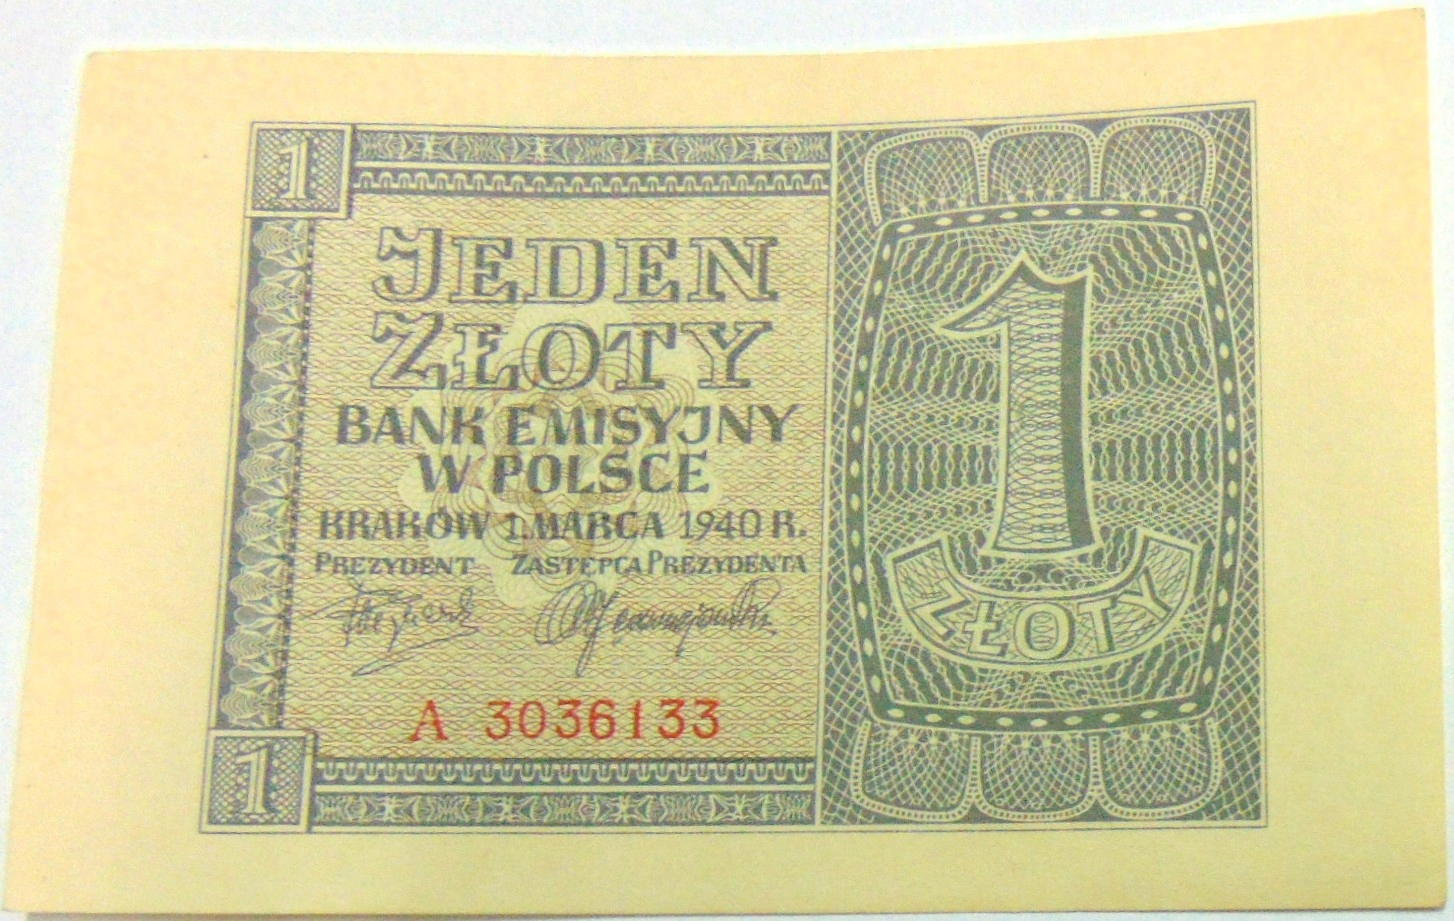 1
JEDEN
ZŁOTY
BANK EMISYJNY
W POLSCE
KRAKÓW 1. MARCA 1940 R.
PREZYDENT ZASTĘPCA PREZYDENTA
A 3036133
1
1
ZŁOTY